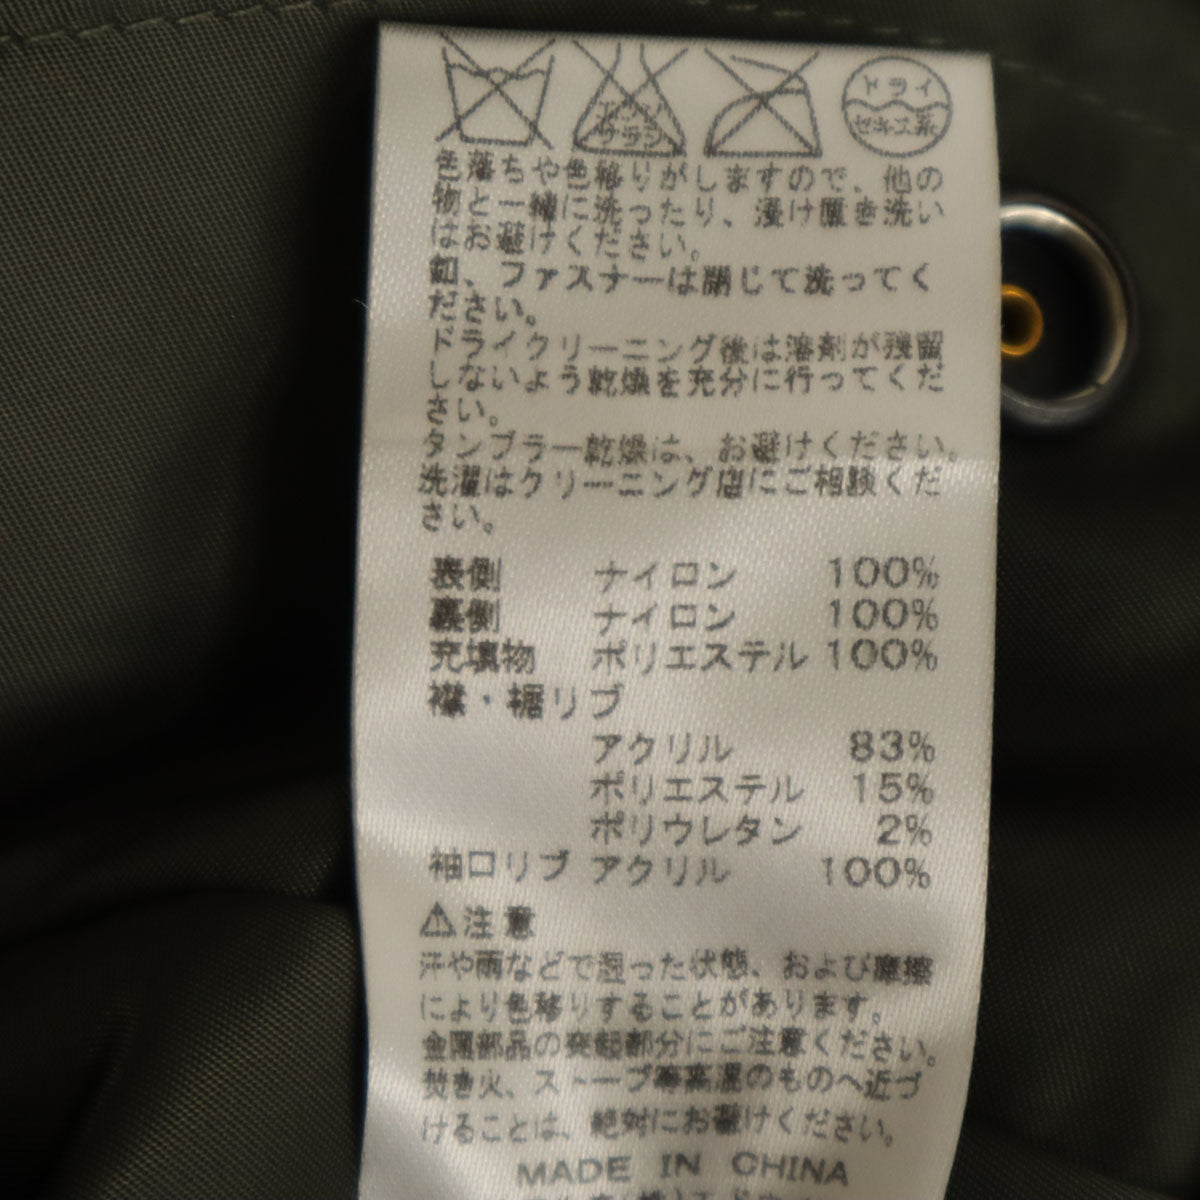 ドライ
セキユ系
エンソ
サラシ
色落ちや色移りがしますので、他の
物と一緒に洗ったり、浸け置き洗い
はお避けください。
釦、ファスナーは閉じて洗ってく
ださい。
ドライクリーニング後は溶剤が残留
しないよう乾燥を充分に行ってくだ
さい。
タンブラー乾燥は、お避けください。
洗濯はクリーニング店にご相談くだ
さい。
表側 ナイロン 100%
裏側 ナイロン 100%
充填物 ポリエステル 100%
襟・裾リブ
アクリル 83%
ポリエステル 15%
ポリウレタン 2%
袖口リブ アクリル 100%
⚠注意
汗や雨などで湿った状態、および摩擦
により色移りすることがあります。
金属部品の突起部分にご注意ください。
焚き火、ストーブ等高温のものへ近づ
けることは、絶対にお避けください。
MADE IN CHINA